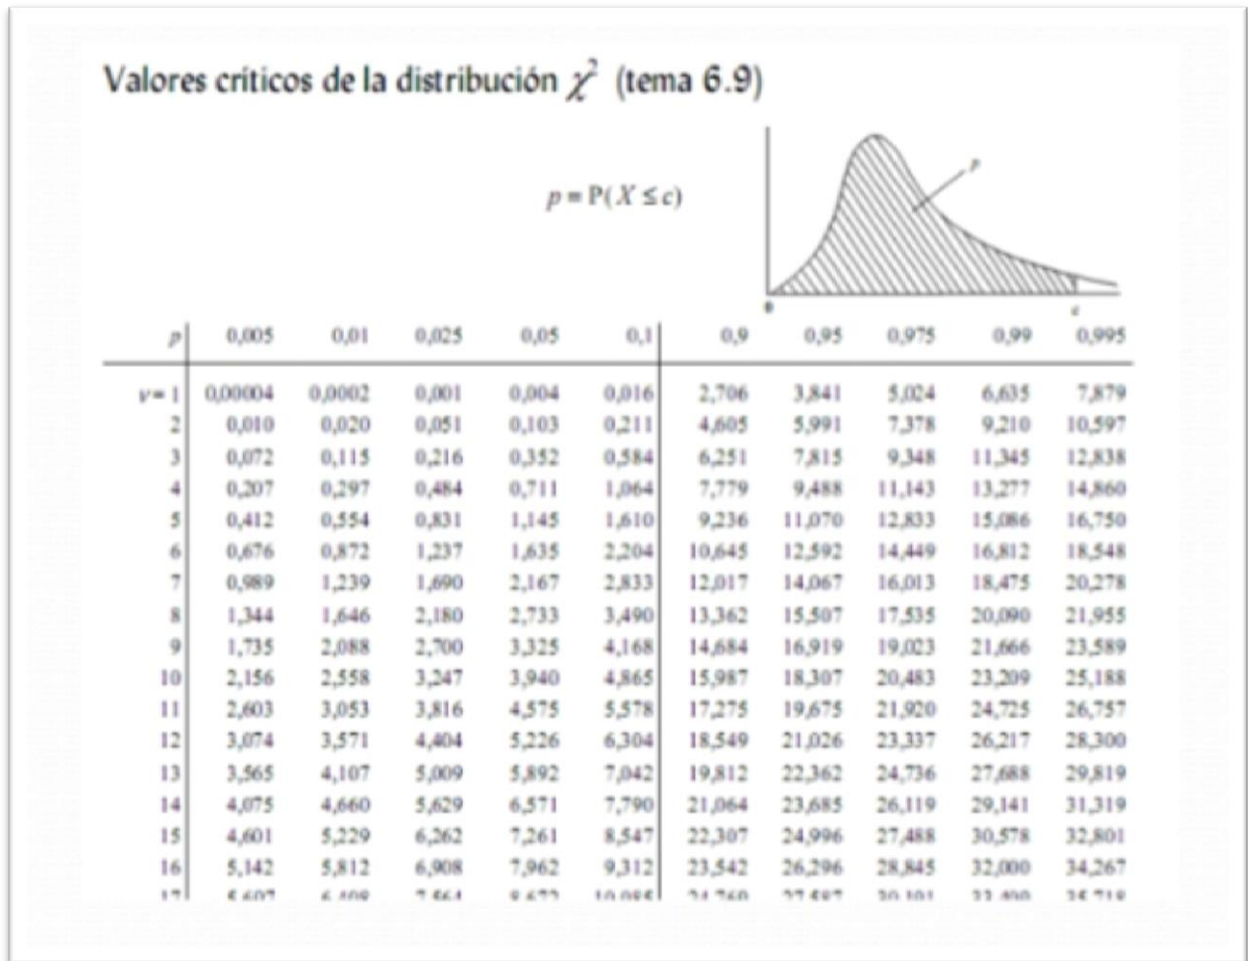 Valores críticos de la distribución χ² (tema 6.9)
p = P(X ≤ c)
p
0 c
p 0,005 0,01 0,025 0,05 0,1 0,9 0,95 0,975 0,99 0,995
ν = 1 0,00004 0,0002 0,001 0,004 0,016 2,706 3,841 5,024 6,635 7,879
2 0,010 0,020 0,051 0,103 0,211 4,605 5,991 7,378 9,210 10,597
3 0,072 0,115 0,216 0,352 0,584 6,251 7,815 9,348 11,345 12,838
4 0,207 0,297 0,484 0,711 1,064 7,779 9,488 11,143 13,277 14,860
5 0,412 0,554 0,831 1,145 1,610 9,236 11,070 12,833 15,086 16,750
6 0,676 0,872 1,237 1,635 2,204 10,645 12,592 14,449 16,812 18,548
7 0,989 1,239 1,690 2,167 2,833 12,017 14,067 16,013 18,475 20,278
8 1,344 1,646 2,180 2,733 3,490 13,362 15,507 17,535 20,090 21,955
9 1,735 2,088 2,700 3,325 4,168 14,684 16,919 19,023 21,666 23,589
10 2,156 2,558 3,247 3,940 4,865 15,987 18,307 20,483 23,209 25,188
11 2,603 3,053 3,816 4,575 5,578 17,275 19,675 21,920 24,725 26,757
12 3,074 3,571 4,404 5,226 6,304 18,549 21,026 23,337 26,217 28,300
13 3,565 4,107 5,009 5,892 7,042 19,812 22,362 24,736 27,688 29,819
14 4,075 4,660 5,629 6,571 7,790 21,064 23,685 26,119 29,141 31,319
15 4,601 5,229 6,262 7,261 8,547 22,307 24,996 27,488 30,578 32,801
16 5,142 5,812 6,908 7,962 9,312 23,542 26,296 28,845 32,000 34,267